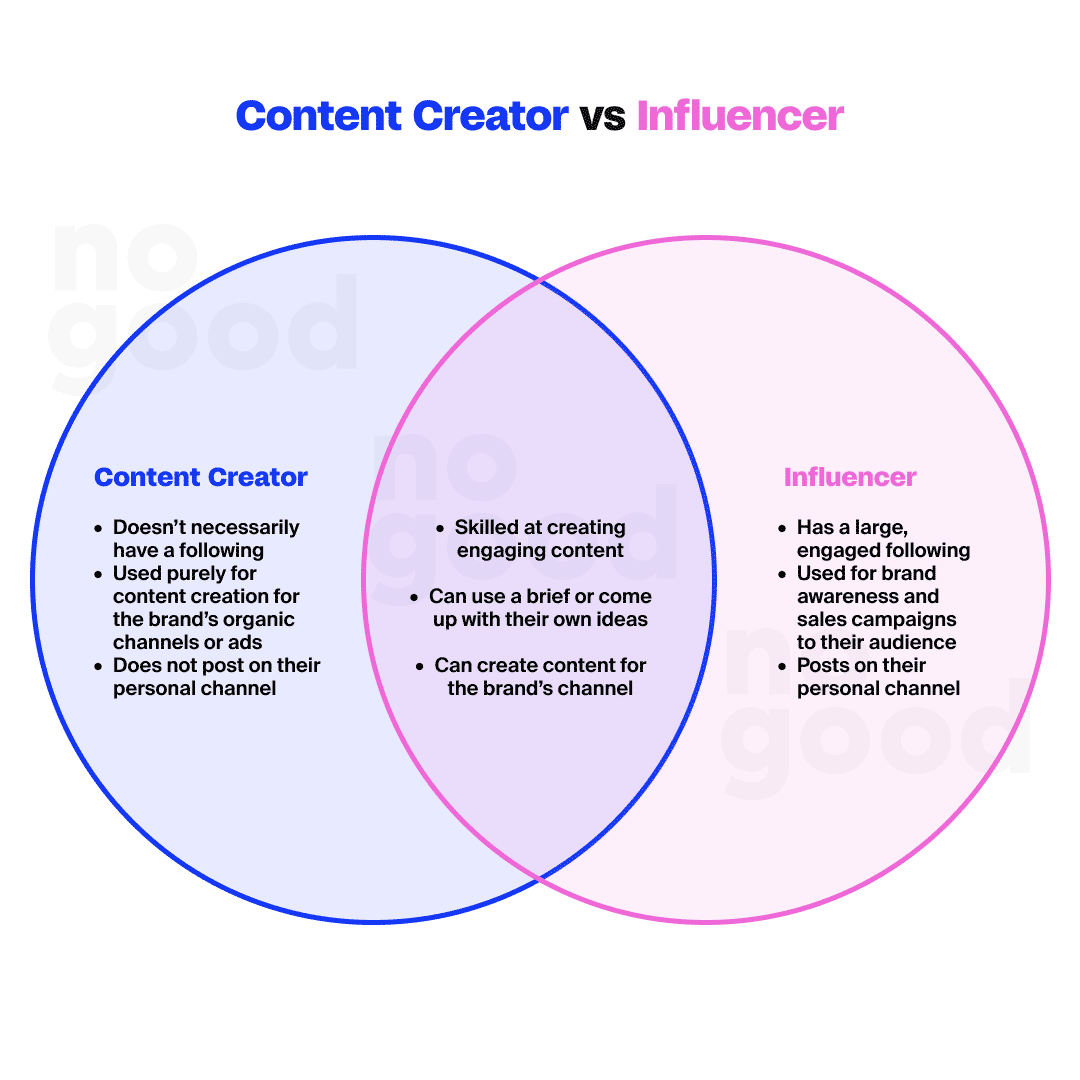 Content Creator vs Influencer
no
good
Content Creator
• Doesn’t necessarily
have a following
• Used purely for
content creation for
the brand’s organic
channels or ads
• Does not post on their
personal channel
no
good
• Skilled at creating
engaging content
• Can use a brief or come
up with their own ideas
• Can create content for
the brand’s channel
Influencer
• Has a large,
engaged following
• Used for brand
awareness and
sales campaigns
to their audience
• Posts on their
personal channel
no
good